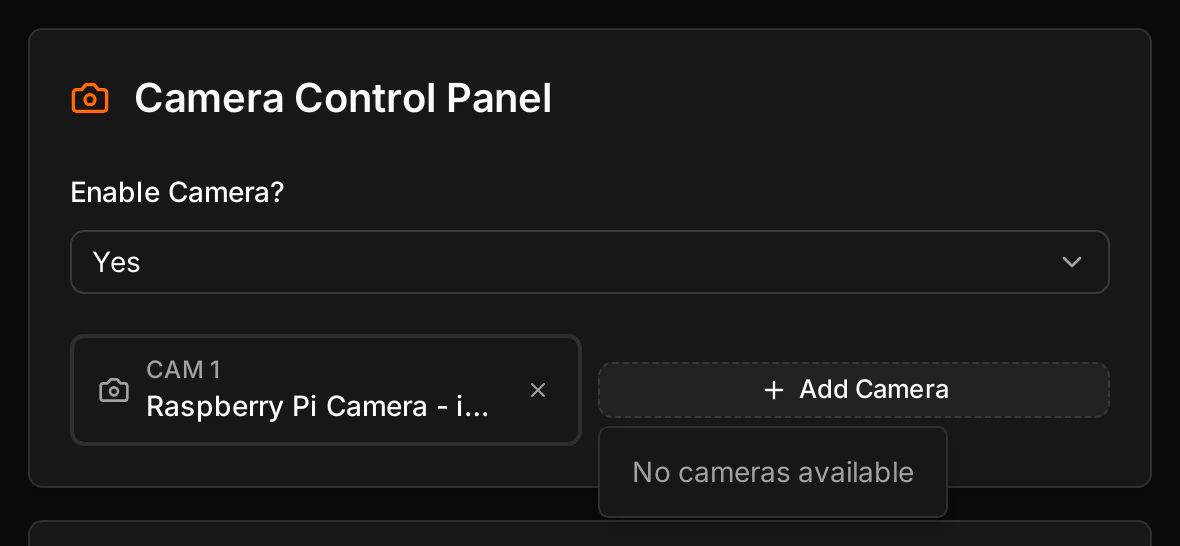 Camera Control Panel
Enable Camera?
Yes
CAM 1
Raspberry Pi Camera - i...
+ Add Camera
No cameras available